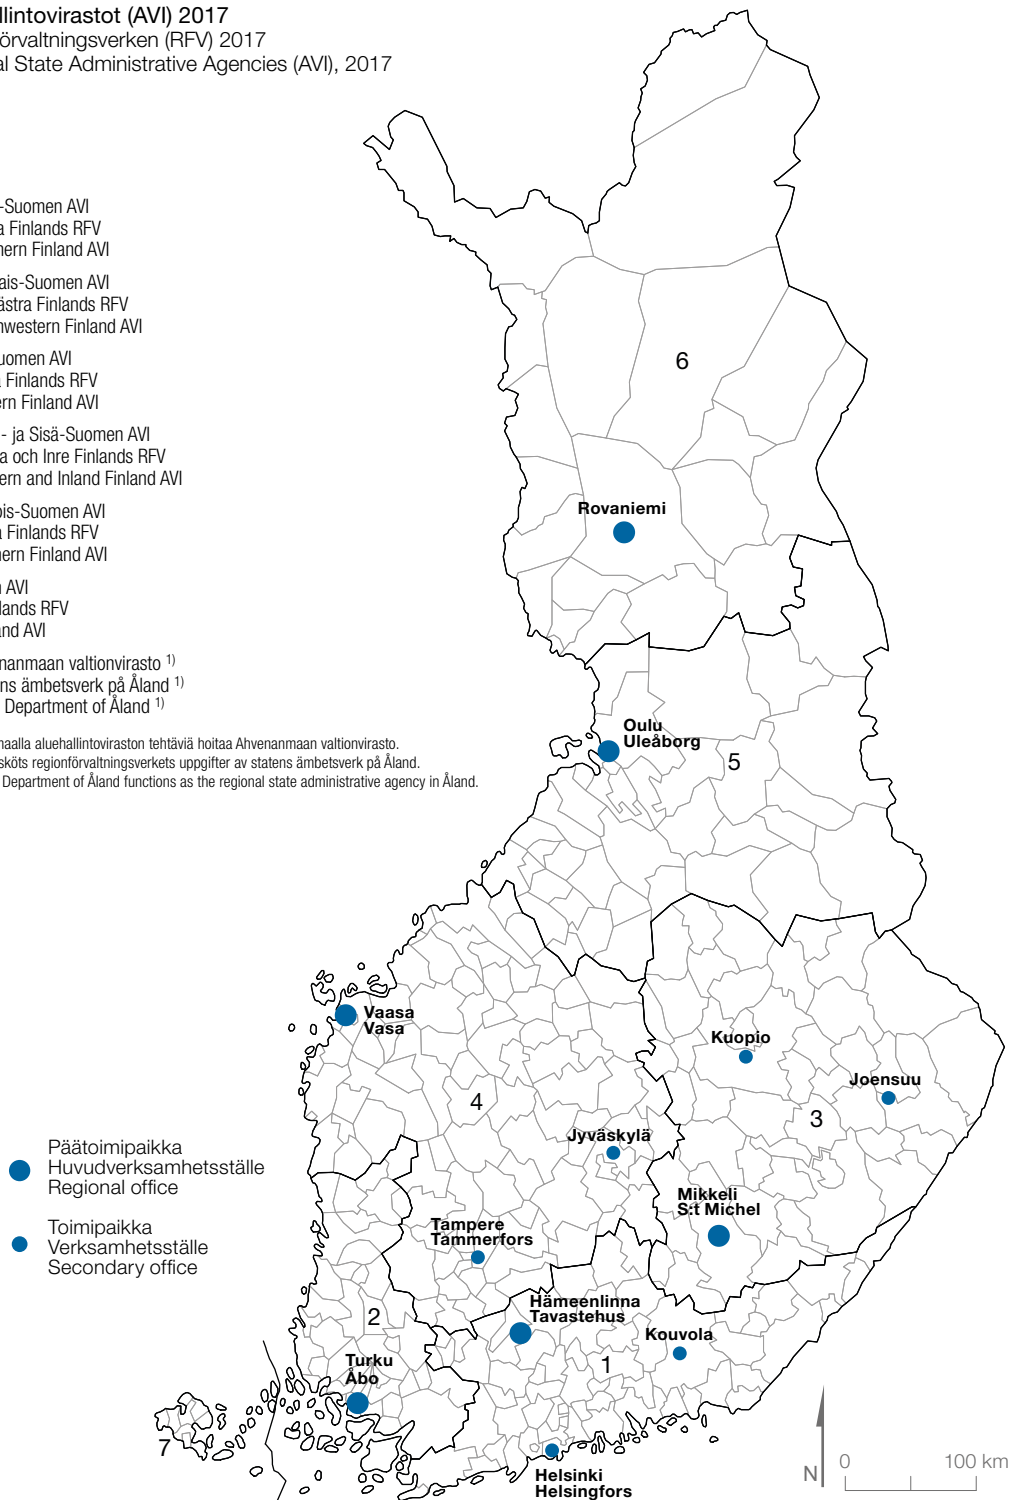 llintovirastot (AVI) 2017
örvaltningsverken (RFV) 2017
al State Administrative Agencies (AVI), 2017
-Suomen AVI
a Finlands RFV
hern Finland AVI
ais-Suomen AVI
ästra Finlands RFV
hwestern Finland AVI
uomen AVI
a Finlands RFV
ern Finland AVI
- ja Sisä-Suomen AVI
a och Inre Finlands RFV
ern and Inland Finland AVI
ois-Suomen AVI
a Finlands RFV
hern Finland AVI
n AVI
lands RFV
and AVI
nanmaan valtionvirasto 1)
ns ämbetsverk på Åland 1)
Department of Åland 1)
naalla aluehallintoviraston tehtäviä hoitaa Ahvenanmaan valtionvirasto.
sköts regionförvaltningsverkets uppgifter av statens ämbetsverk på Åland.
Department of Åland functions as the regional state administrative agency in Åland.
6
Rovaniemi
Oulu
Uleåborg
5
Vaasa
Vasa
Kuopio
Joensuu
4
3
Jyväskylä
Mikkeli
S:t Michel
Tampere
Tammerfors
Hämeenlinna
Tavastehus
2
Kouvola
1
Turku
Åbo
7
Helsinki
Helsingfors
Päätoimipaikka
Huvudverksamhetsställe
Regional office
Toimipaikka
Verksamhetsställe
Secondary office
N
0 100 km